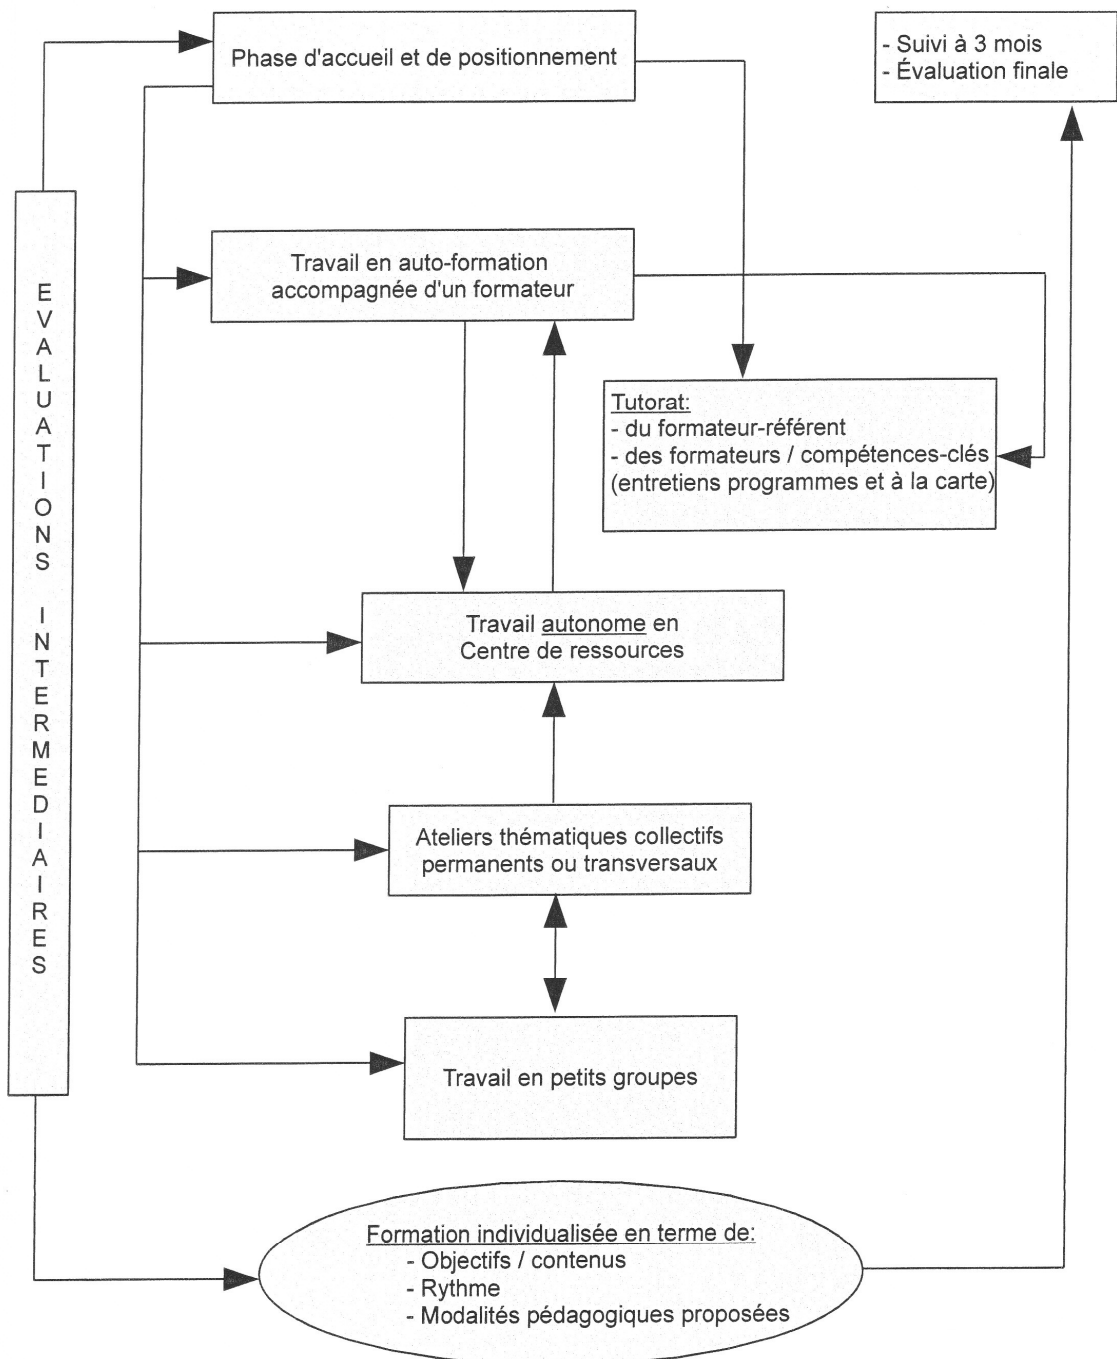 Phase d'accueil et de positionnement
- Suivi à 3 mois
- Évaluation finale
EVALUATIONS INTERMEDIAIRES
Travail en auto-formation
accompagnée d'un formateur
Tutorat:
- du formateur-référent
- des formateurs / compétences-clés
(entretiens programmes et à la carte)
Travail autonome en
Centre de ressources
Ateliers thématiques collectifs
permanents ou transversaux
Travail en petits groupes
Formation individualisée en terme de:
- Objectifs / contenus
- Rythme
- Modalités pédagogiques proposées